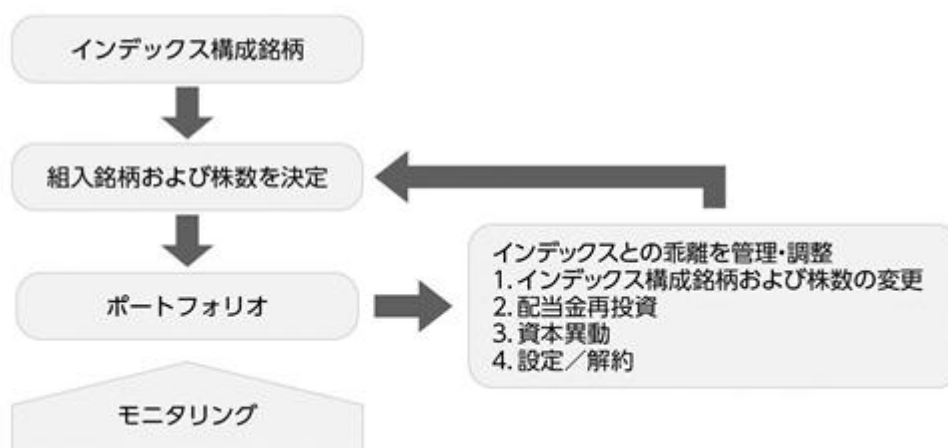 インデックス構成銘柄
組入銘柄および株数を決定
ポートフォリオ
インデックスとの乖離を管理・調整
1. インデックス構成銘柄および株数の変更
2. 配当金再投資
3. 資本異動
4. 設定／解約
モニタリング